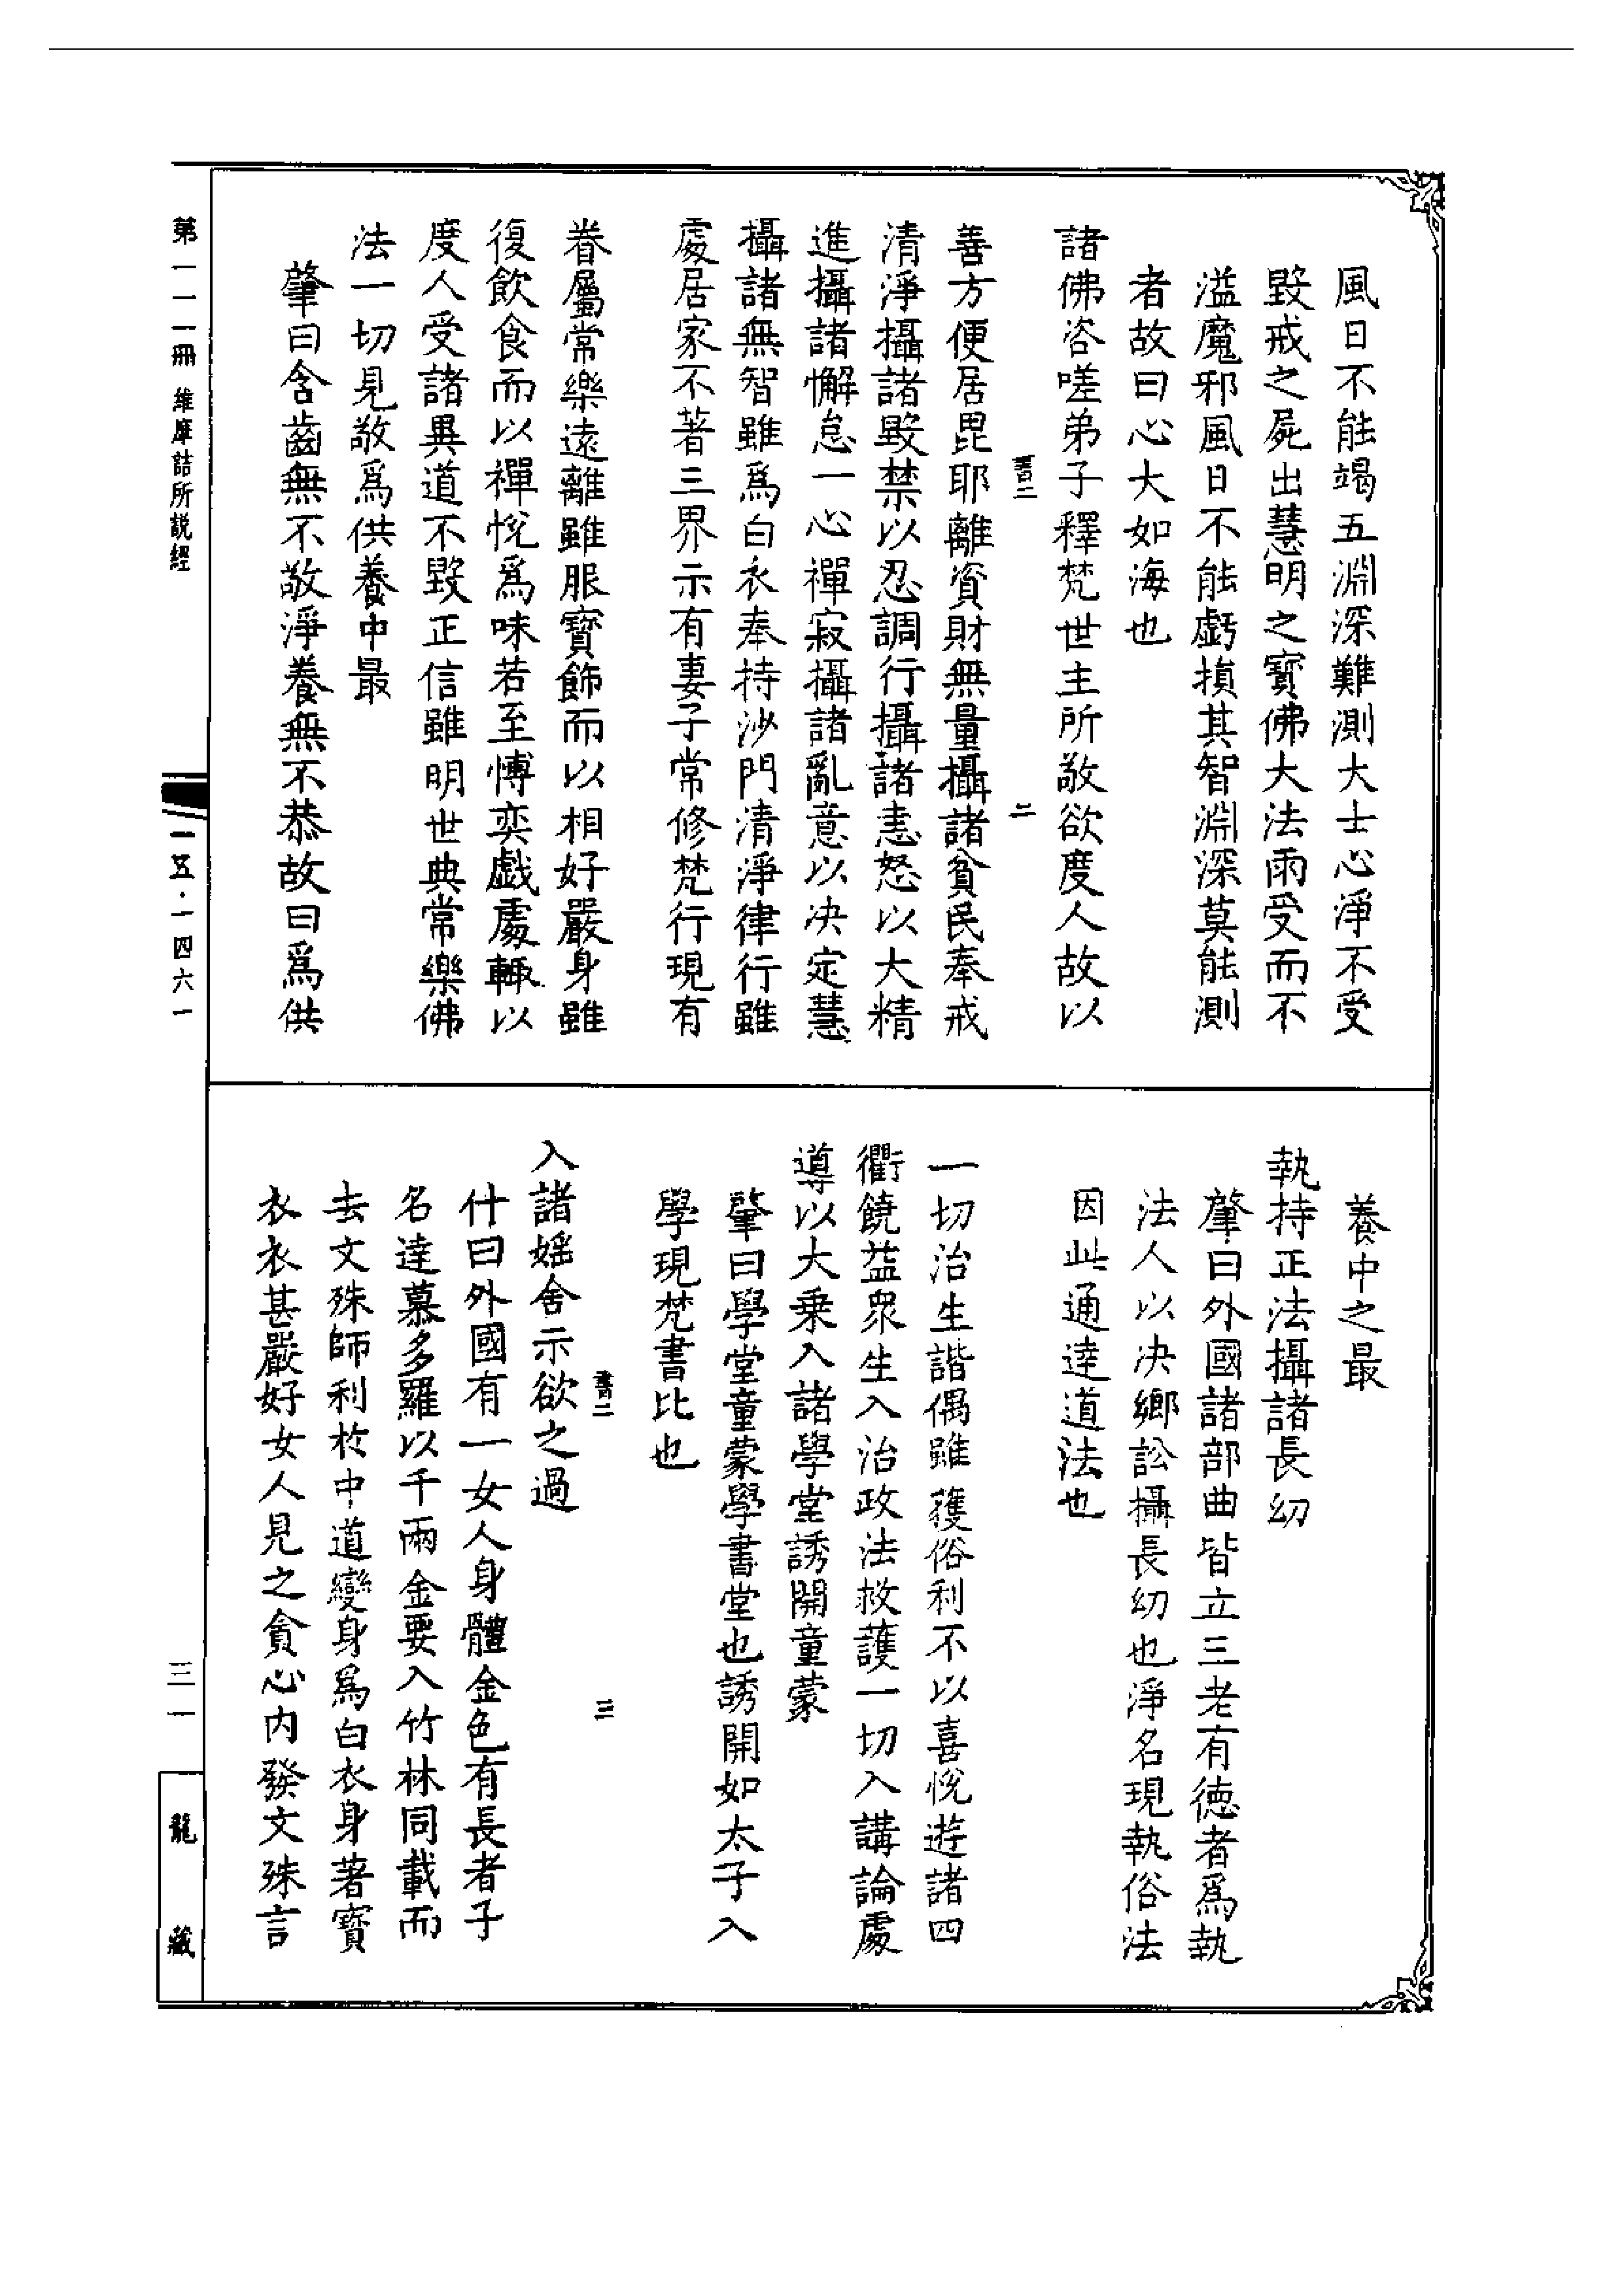 風日不能竭五淵深難測大士心淨不受
毀戒之屍出慧明之寶佛大法雨受而不
溢魔邪風日不能虧損其智淵深莫能測
者故曰心大如海也
諸佛咨嗟弟子釋梵世主所敬欲度人故以
書二 二
善方便居毘耶離資財無量攝諸貧民奉戒
清淨攝諸毀禁以忍調行攝諸恚怒以大精
進攝諸懈怠一心禪寂攝諸亂意以決定慧
攝諸無智雖為白衣奉持沙門清淨律行雖
處居家不著三界示有妻子常修梵行現有
眷屬常樂遠離雖服寶飾而以相好嚴身雖
復飲食而以禪悅為味若至博奕戲處輒以
度人受諸異道不毀正信雖明世典常樂佛
法一切見敬為供養中最
肇曰含齒無不敬淨養無不恭故曰為供
養中之最
執持正法攝諸長幼
肇曰外國諸部曲皆立三老有德者為執
法人以決鄉訟攝長幼也淨名現執俗法
因此通達道法也
一切治生諧偶雖獲俗利不以喜悅遊諸四
衢饒益眾生入治政法救護一切入講論處
導以大乘入諸學堂誘開童蒙
肇曰學堂童蒙學書堂也誘開如太子入
學現梵書比也
書二 三
入諸婬舍示欲之過
什曰外國有一女人身體金色有長者子
名達慕多羅以千兩金要入竹林同載而
去文殊師利於中道變身為白衣身著寶
衣衣甚嚴好女人見之貪心內發文殊言
第一一一冊 維摩詰所說經
一五·一四六一
三一
龍藏